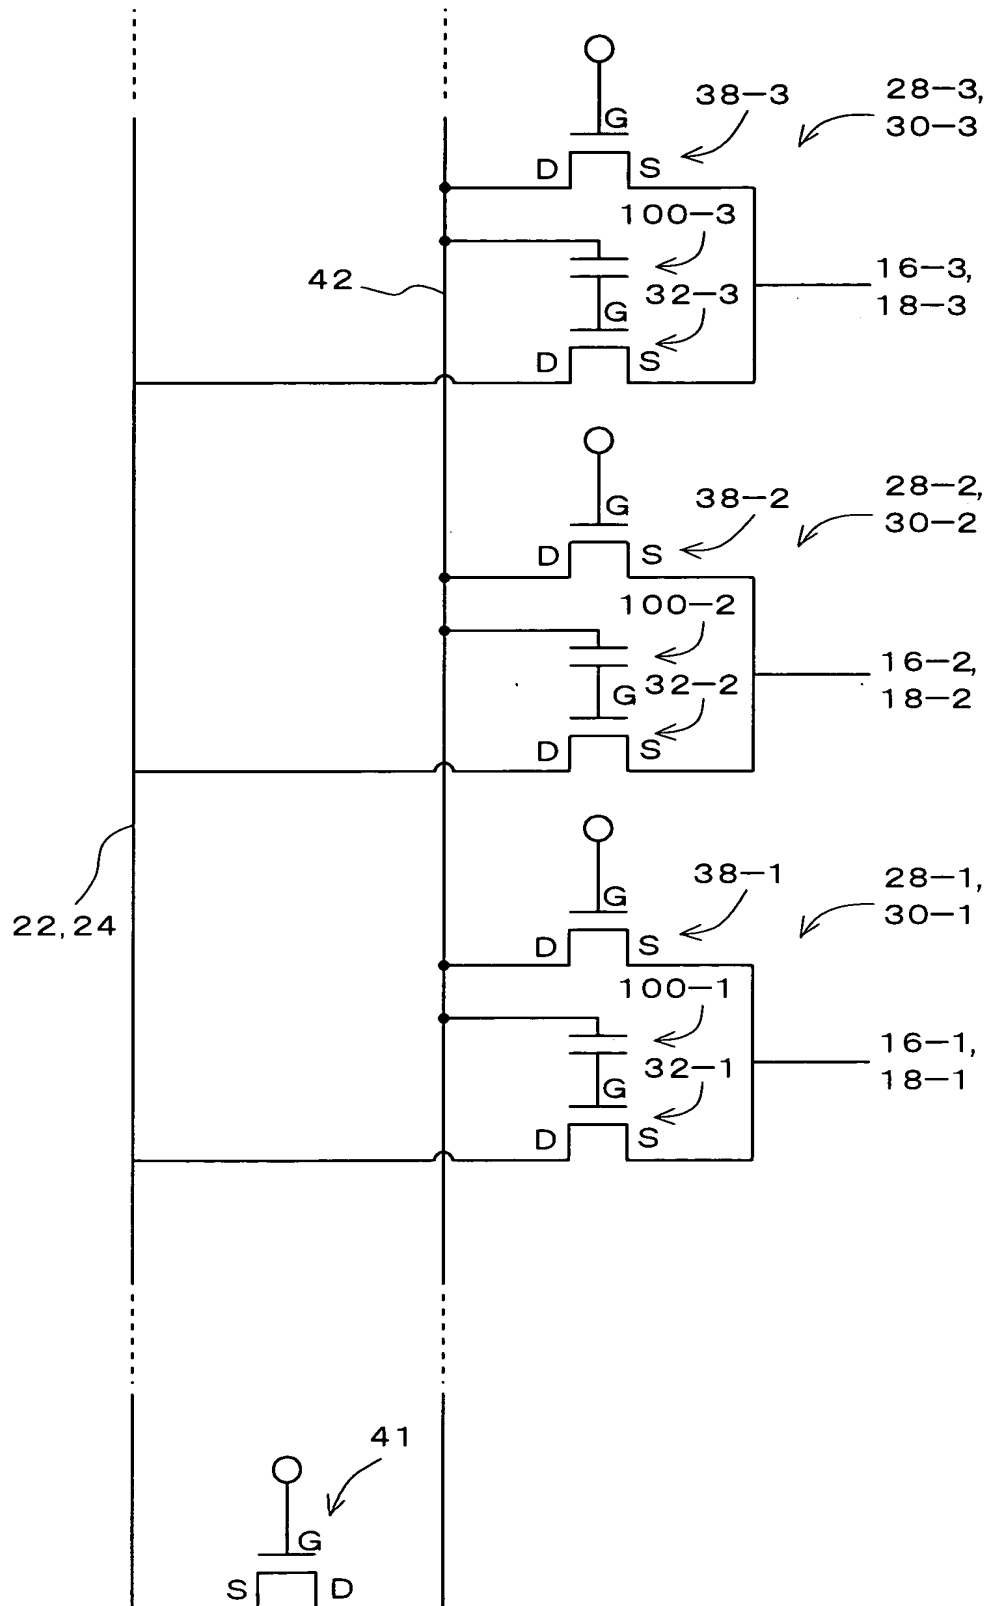 G
38-3
28-3,
30-3
D
S
100-3
42
16-3,
18-3
32-3
G
D
S
G
38-2
28-2,
30-2
D
S
100-2
16-2,
18-2
32-2
G
D
S
22,24
G
38-1
28-1,
30-1
D
S
100-1
16-1,
18-1
32-1
G
D
S
41
G
S
D